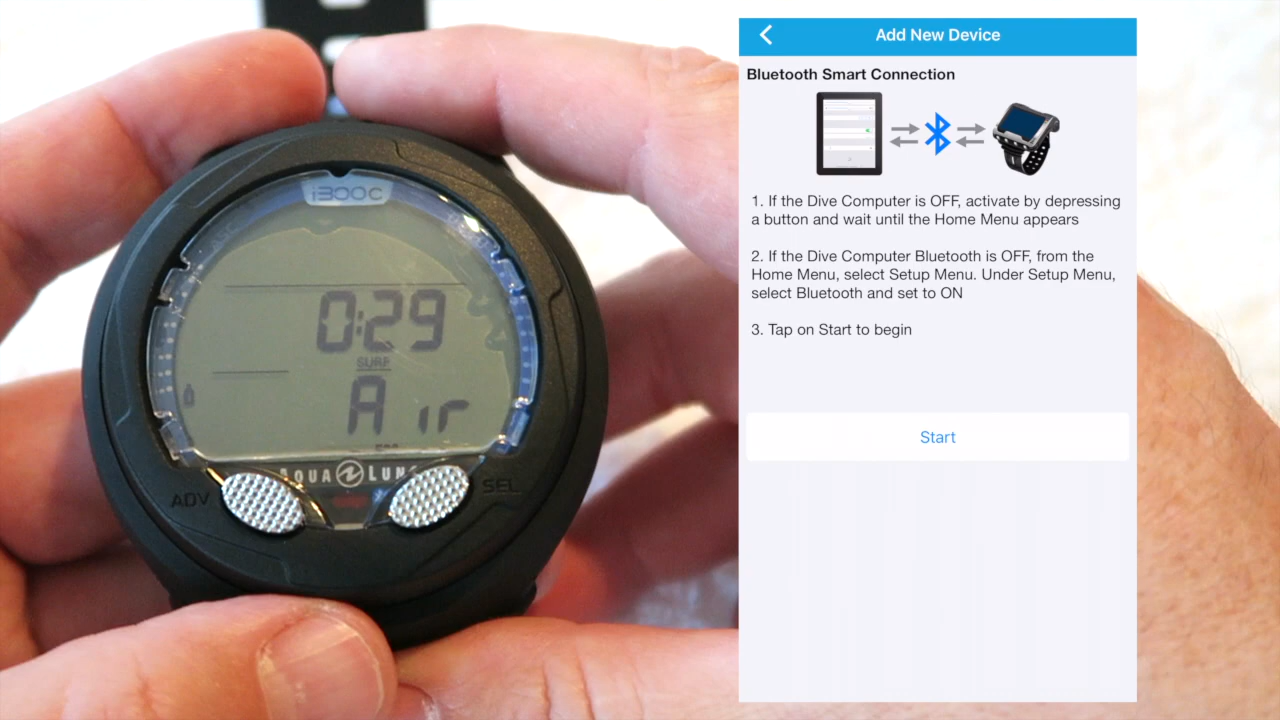 i300c
0:29
SURF
Air
AQUA LUNG
ADV
SEL
Add New Device
Bluetooth Smart Connection
1. If the Dive Computer is OFF, activate by depressing
a button and wait until the Home Menu appears
2. If the Dive Computer Bluetooth is OFF, from the
Home Menu, select Setup Menu. Under Setup Menu,
select Bluetooth and set to ON
3. Tap on Start to begin
Start